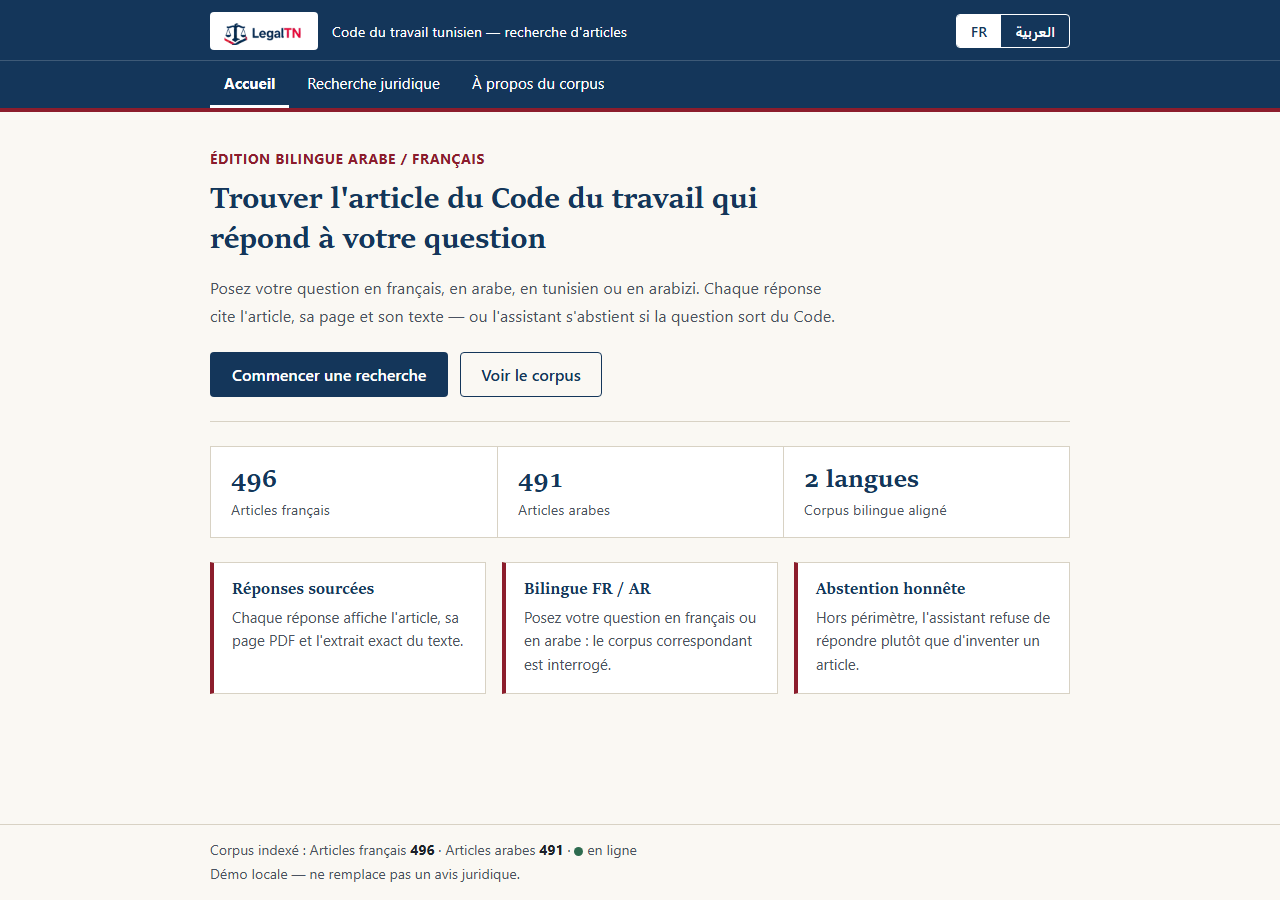 LegalTN
Code du travail tunisien — recherche d'articles
FR
العربية
Accueil
Recherche juridique
À propos du corpus
ÉDITION BILINGUE ARABE / FRANÇAIS
Trouver l'article du Code du travail qui
répond à votre question
Posez votre question en français, en arabe, en tunisien ou en arabizi. Chaque réponse
cite l'article, sa page et son texte — ou l'assistant s'abstient si la question sort du Code.
Commencer une recherche
Voir le corpus
496
Articles français
491
Articles arabes
2 langues
Corpus bilingue aligné
Réponses sourcées
Chaque réponse affiche l'article, sa
page PDF et l'extrait exact du texte.
Bilingue FR / AR
Posez votre question en français ou
en arabe : le corpus correspondant
est interrogé.
Abstention honnête
Hors périmètre, l'assistant refuse de
répondre plutôt que d'inventer un
article.
Corpus indexé : Articles français 496 · Articles arabes 491 · en ligne
Démo locale — ne remplace pas un avis juridique.